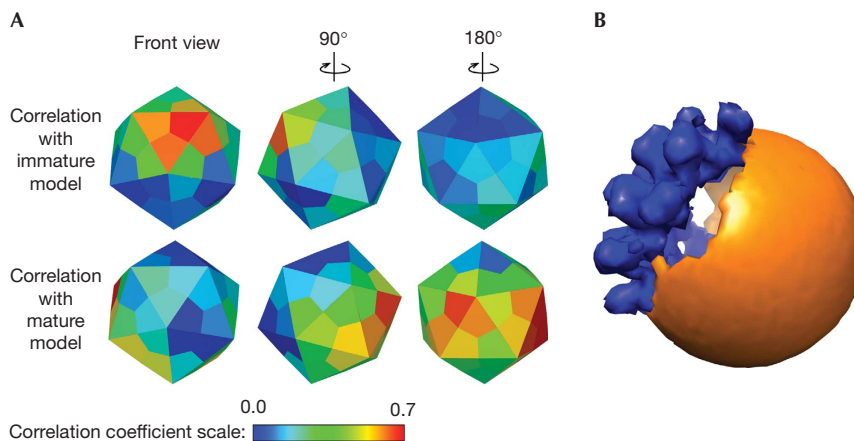 A
B
Front view
90°
180°
Correlation
with
immature
model
Correlation
with
mature
model
0.0
0.7
Correlation coefficient scale: